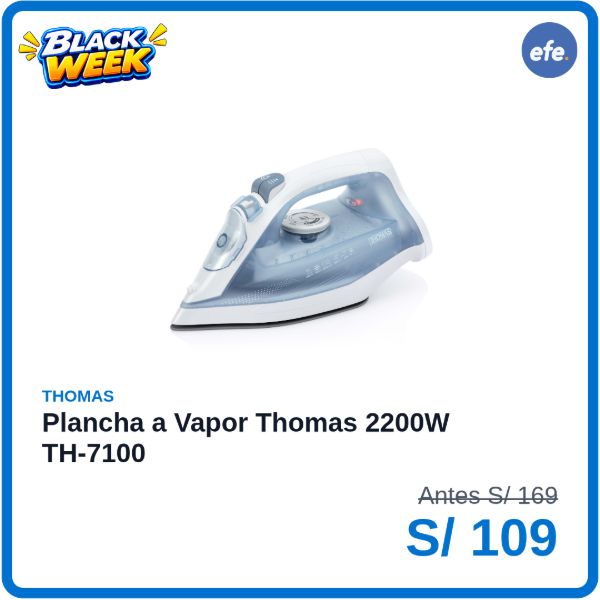 BLACK
WEEK
efe.
THOMAS
Plancha a Vapor Thomas 2200W
TH-7100
Antes S/ 169
S/ 109